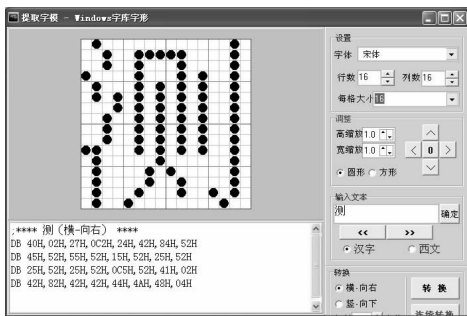 提取字模 - Windows字库字形
设置
字体 宋体
行数 16 列数 16
每格大小 16
调整
高缩放 1.0
宽缩放 1.0
< 0 >
圆形 方形
输入文本
测 确定
<< >>
汉字 西文
转换
横-向右 转 换
竖-向下 连续转换
;**** 测（横-向右） ****
DB 40H,02H,27H,0C2H,24H,42H,84H,52H
DB 45H,52H,55H,52H,15H,52H,25H,52H
DB 25H,52H,25H,52H,0C5H,52H,41H,02H
DB 42H,82H,42H,42H,44H,4AH,48H,04H